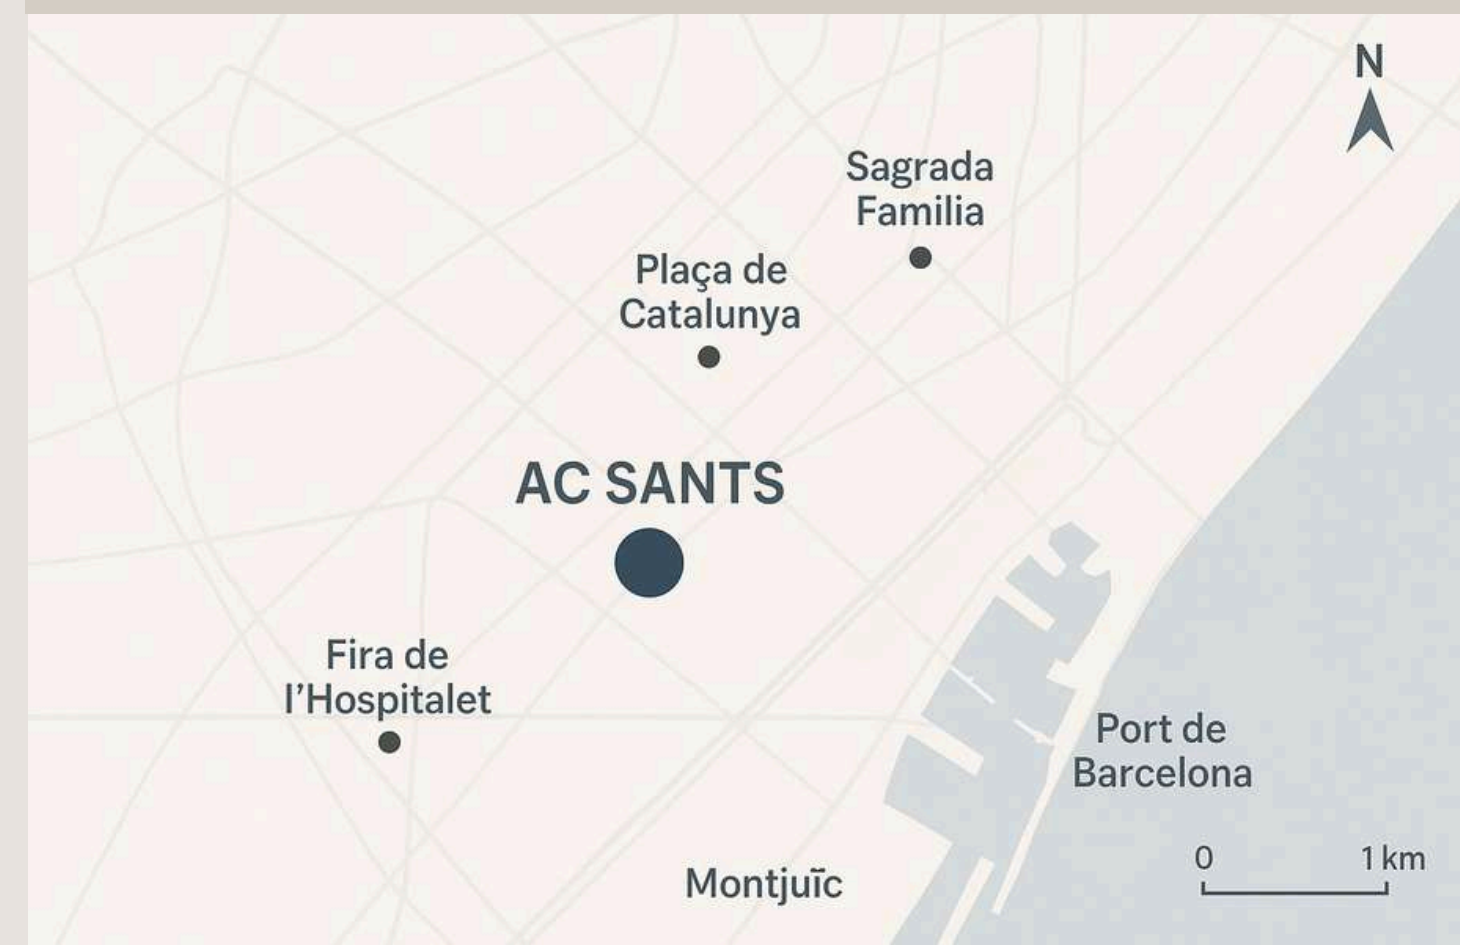 N
Sagrada
Familia
Plaça de
Catalunya
AC SANTS
Fira de
l’Hospitalet
Port de
Barcelona
0 1 km
Montjuïc